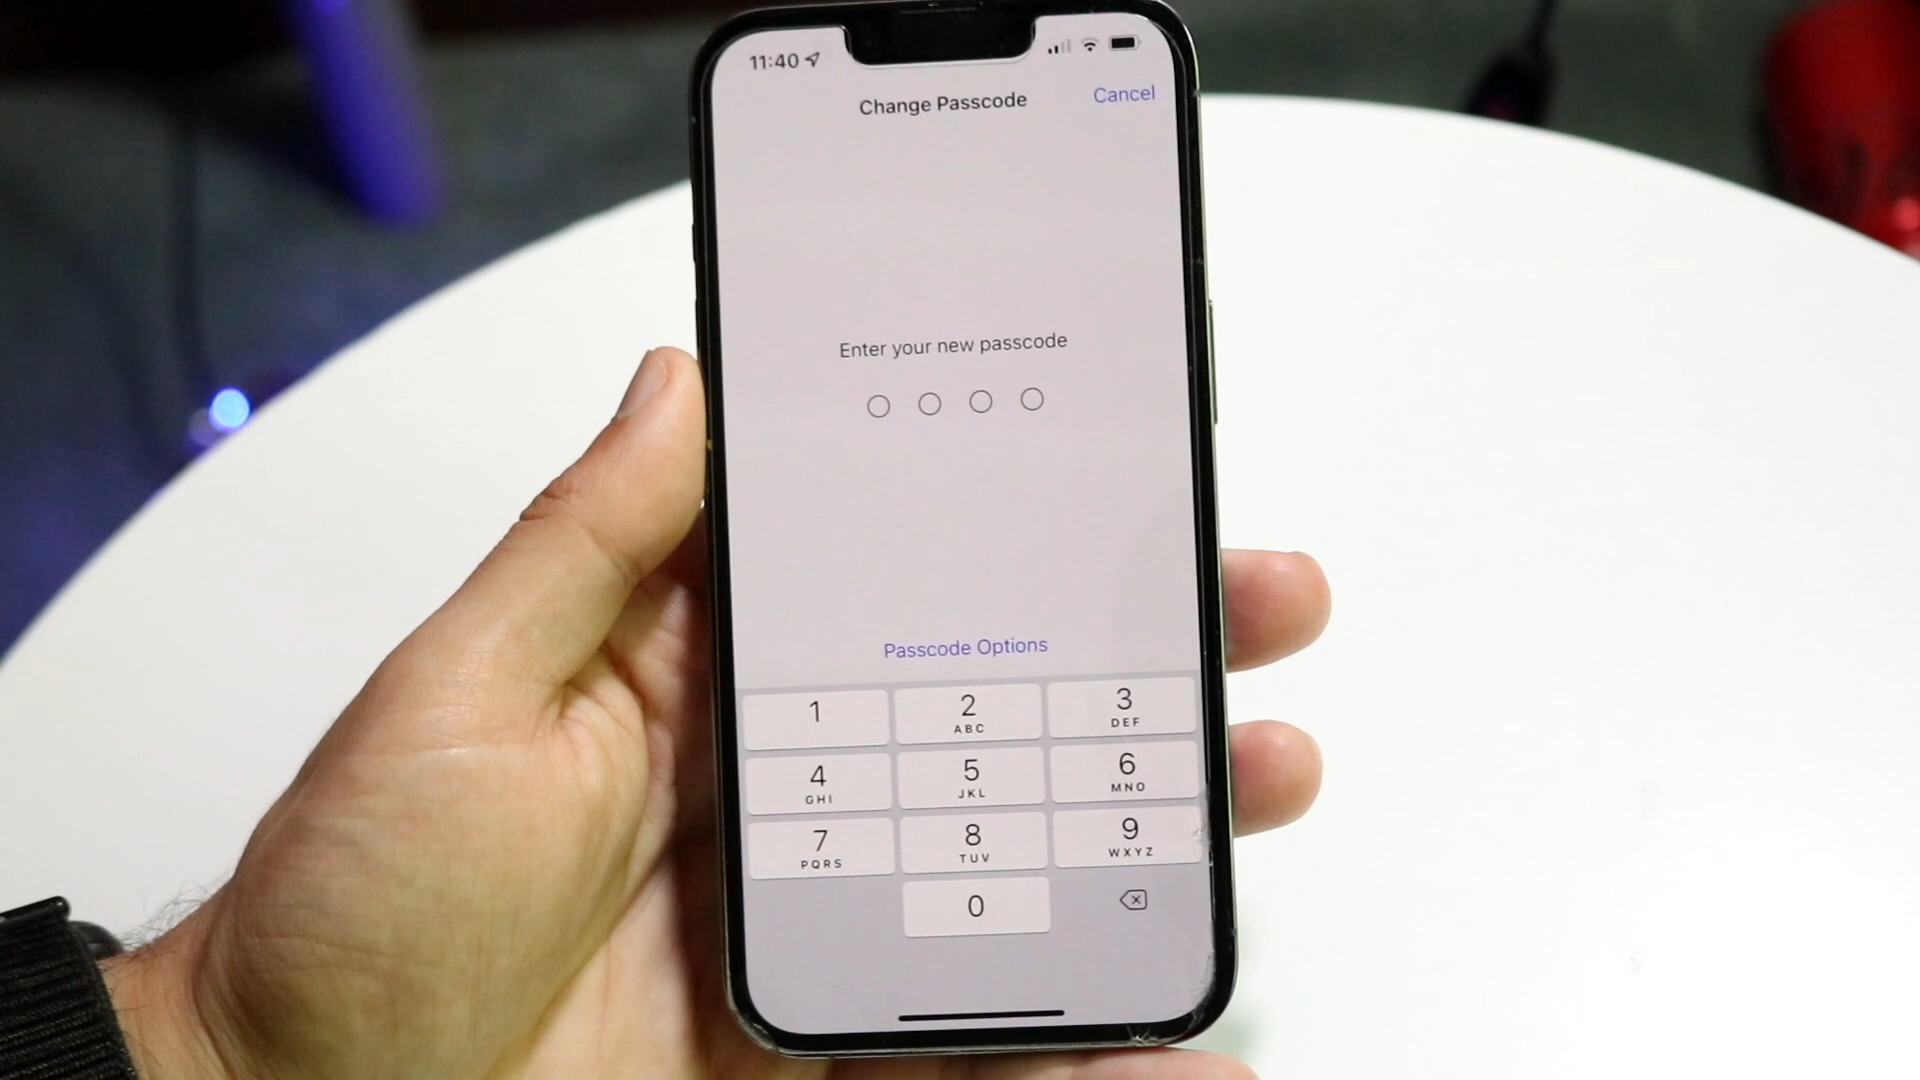 11:40
Change Passcode
Cancel
Enter your new passcode
Passcode Options
1
2
ABC
3
DEF
4
GHI
5
JKL
6
MNO
7
PQRS
8
TUV
9
WXYZ
0